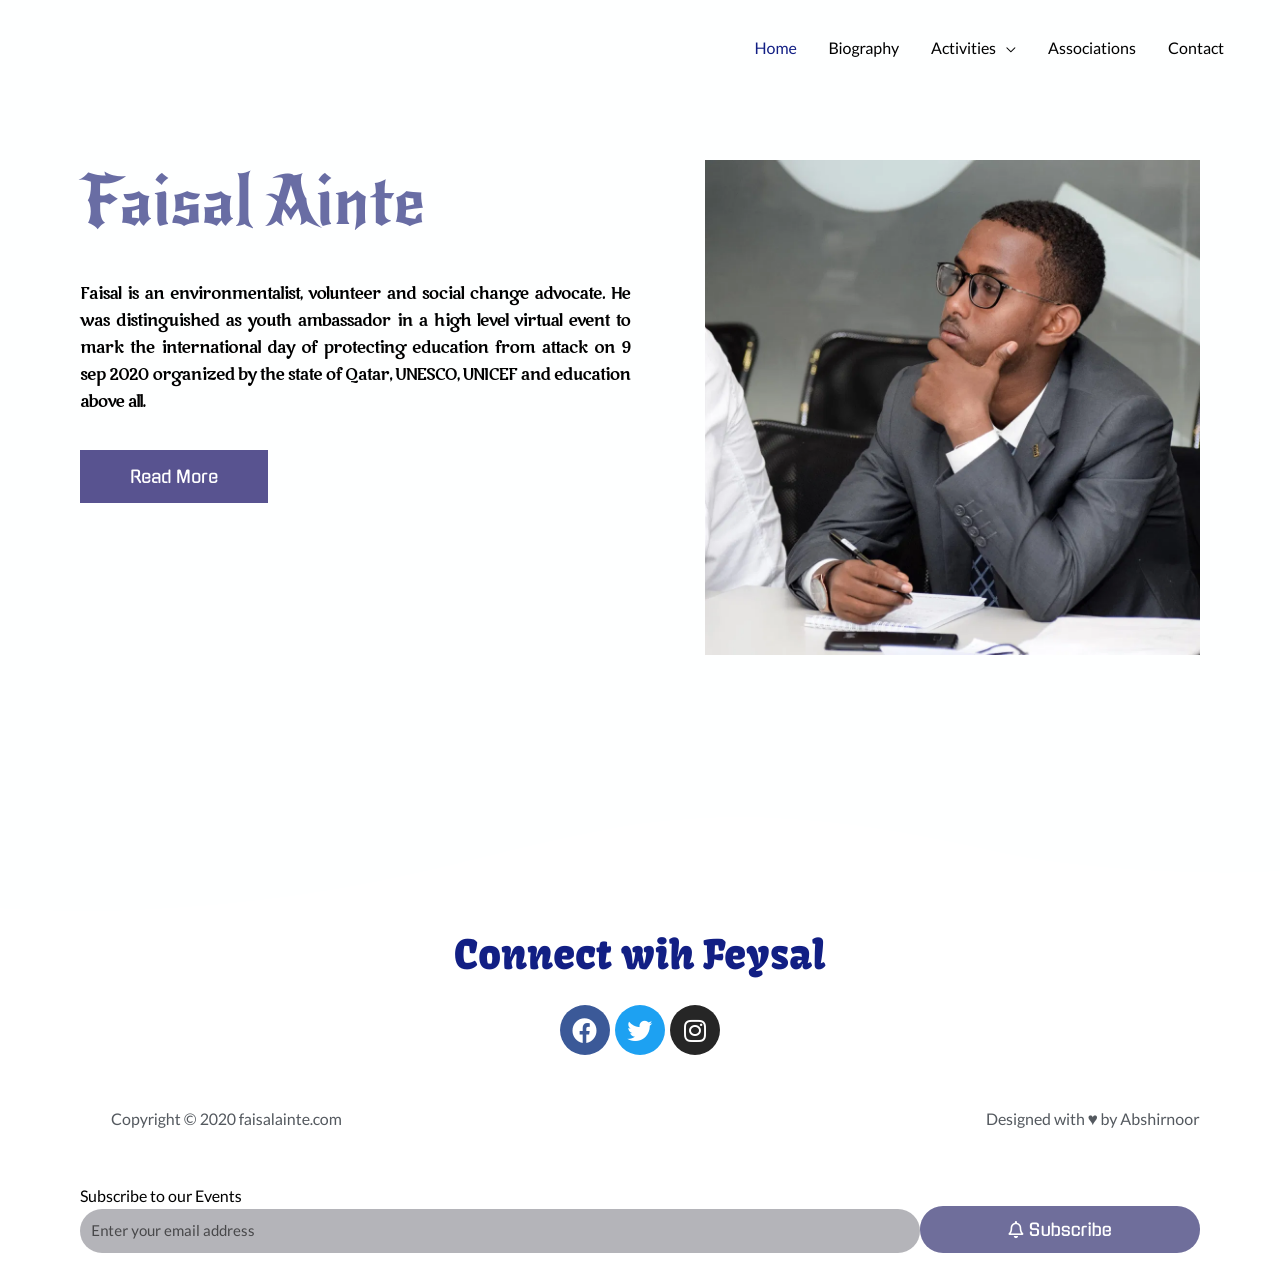 Home Biography Activities Associations Contact
Faisal Ainte
Faisal is an environmentalist, volunteer and social change advocate. He
was distinguished as youth ambassador in a high level virtual event to
mark the international day of protecting education from attack on 9
sep 2020 organized by the state of Qatar, UNESCO, UNICEF and education
above all.
Read More
Connect wih Feysal
Copyright © 2020 faisalainte.com
Designed with ♥ by Abshirnoor
Subscribe to our Events
Enter your email address
Subscribe